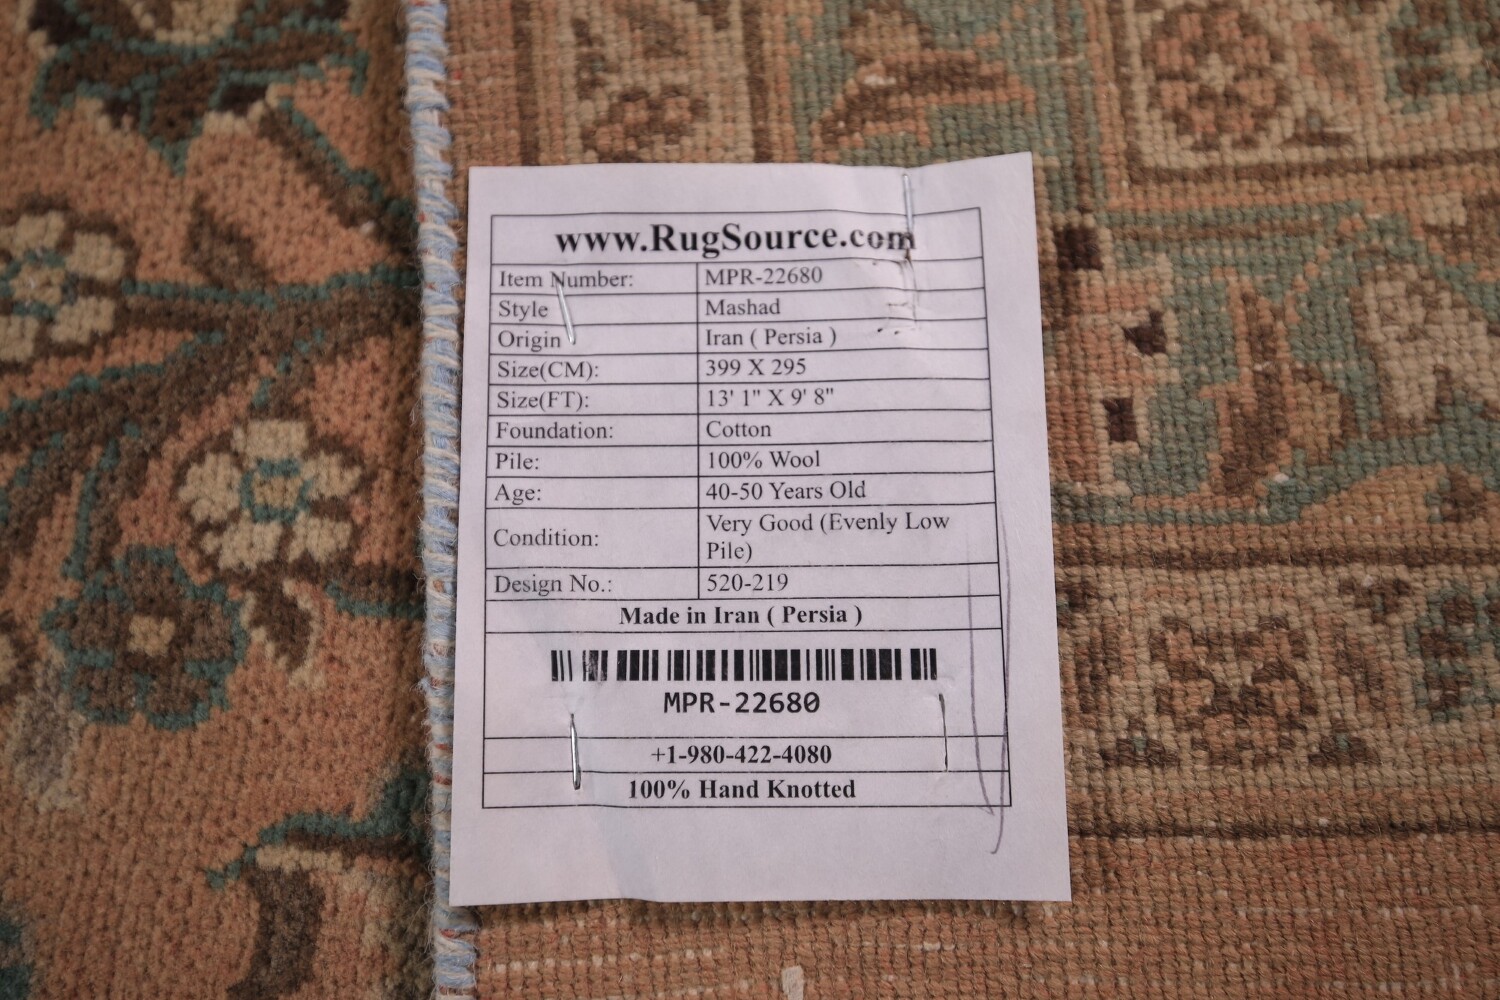 www.RugSource.com
Item Number: MPR-22680
Style Mashad
Origin Iran ( Persia )
Size(CM): 399 X 295
Size(FT): 13' 1" X 9' 8"
Foundation: Cotton
Pile: 100% Wool
Age: 40-50 Years Old
Condition: Very Good (Evenly Low
Pile)
Design No.: 520-219
Made in Iran ( Persia )
MPR-22680
+1-980-422-4080
100% Hand Knotted